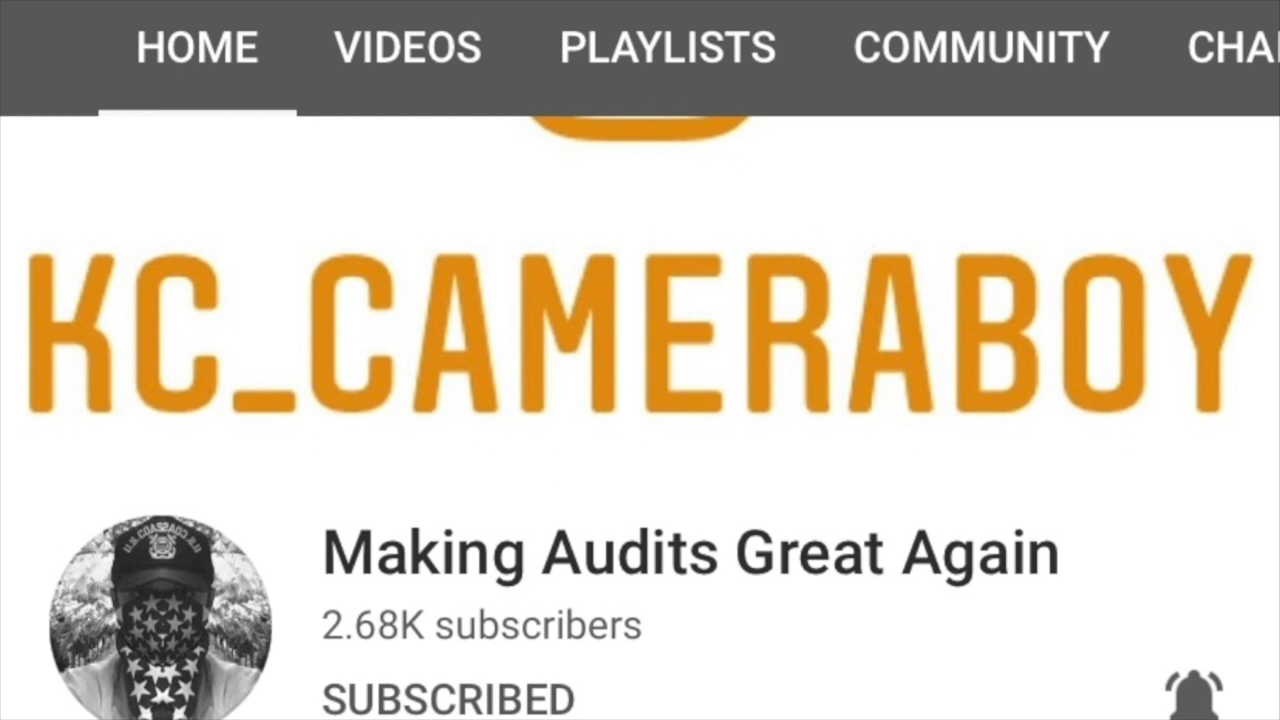 HOME VIDEOS PLAYLISTS COMMUNITY
KC_CAMERABOY
Making Audits Great Again
2.68K subscribers
SUBSCRIBED